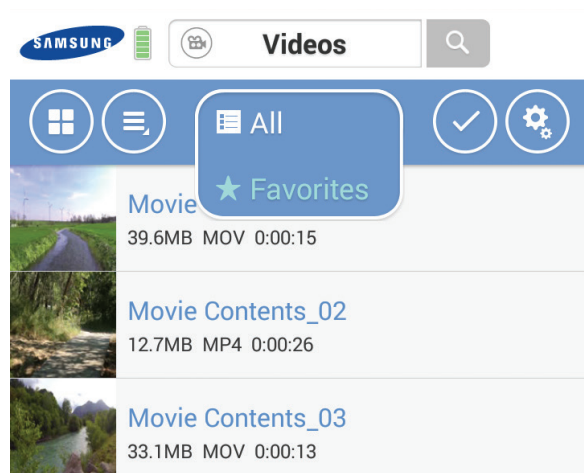 SAMSUNG
Videos
All
Favorites
Movie
39.6MB MOV 0:00:15
Movie Contents_02
12.7MB MP4 0:00:26
Movie Contents_03
33.1MB MOV 0:00:13